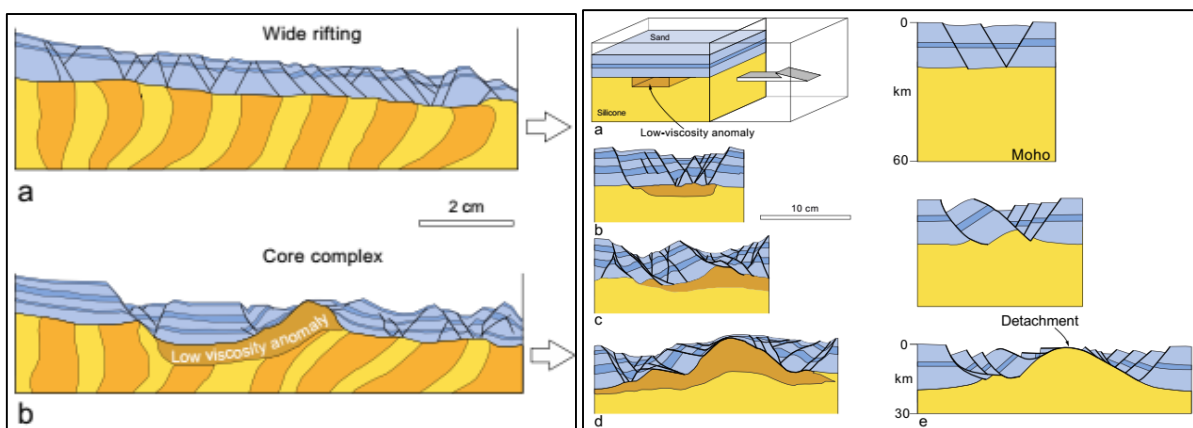 Wide rifting
a
2 cm
Core complex
Low viscosity anomaly
b
Sand
Silicone
Low-viscosity anomaly
a
b
10 cm
c
d
0
km
60
Moho
Detachment
0
km
30
e